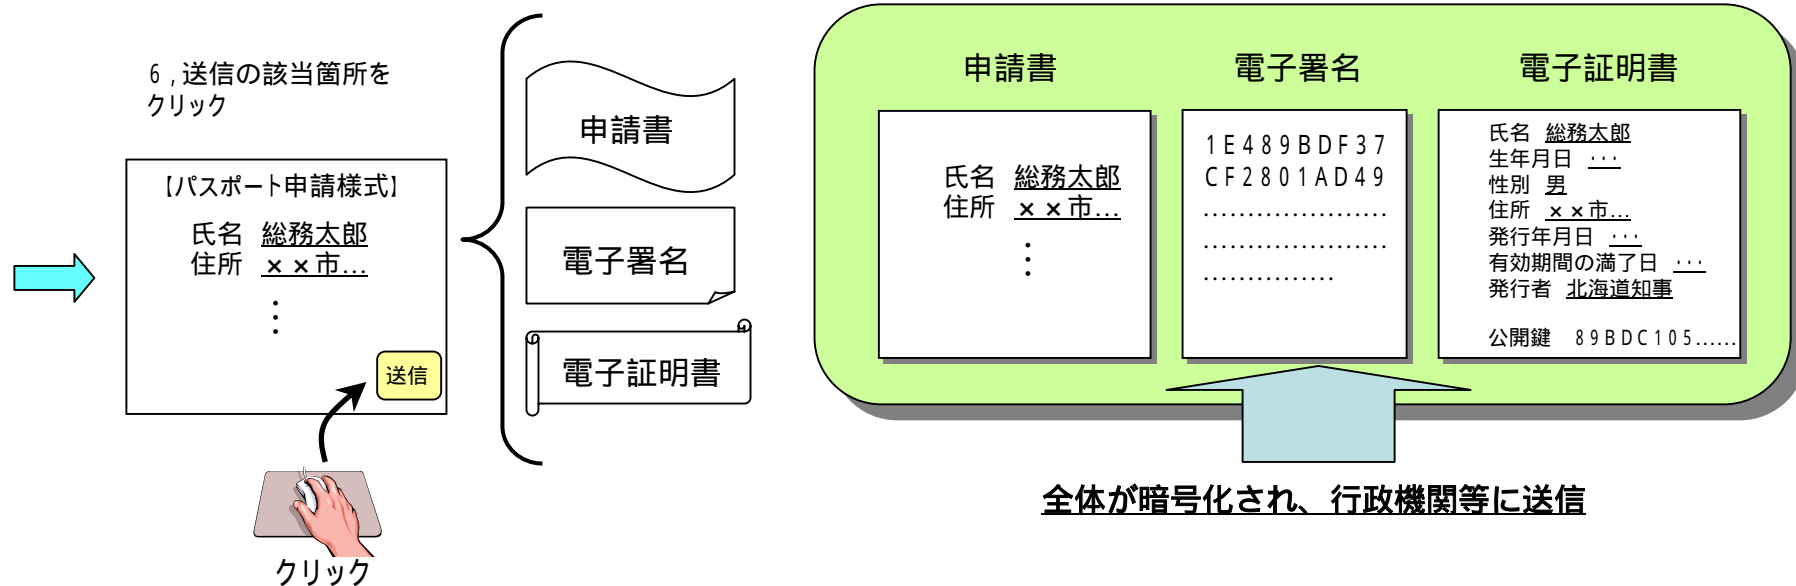 6,送信の該当箇所を
クリック
【パスポート申請様式】
氏名 総務太郎
住所 ××市…
⋮
送信
クリック
申請書
電子署名
電子証明書
申請書
氏名 総務太郎
住所 ××市…
⋮
電子署名
1E489BDF37
CF2801AD49
…………………
…………………
……………
電子証明書
氏名 総務太郎
生年月日 …
性別 男
住所 ××市…
発行年月日 …
有効期間の満了日 …
発行者 北海道知事
公開鍵 89BDC105……
全体が暗号化され、行政機関等に送信